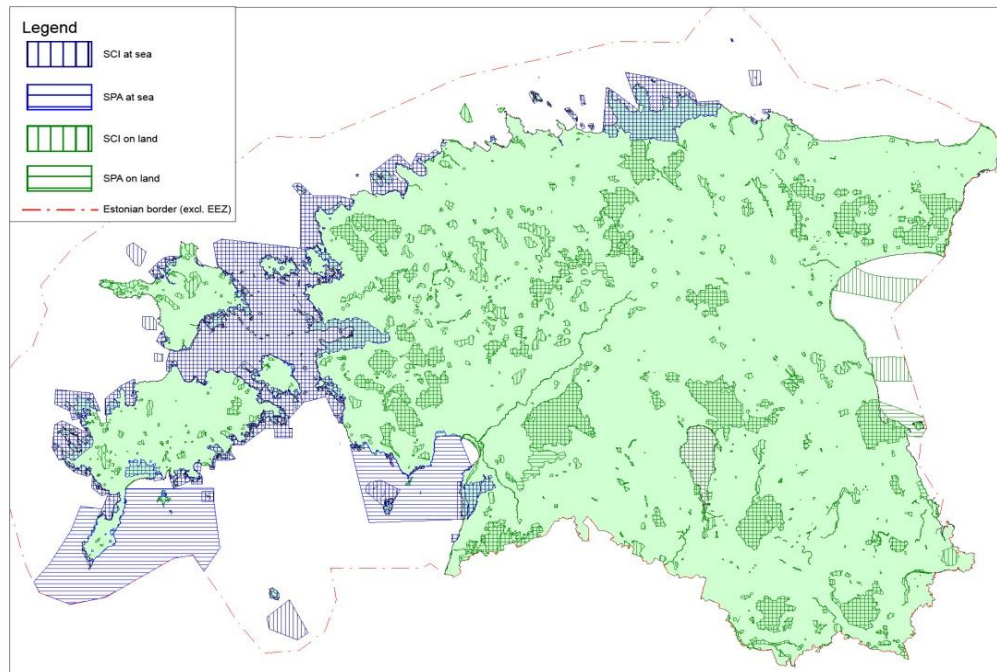 Legend
SCI at sea
SPA at sea
SCI on land
SPA on land
Estonian border (excl. EEZ)